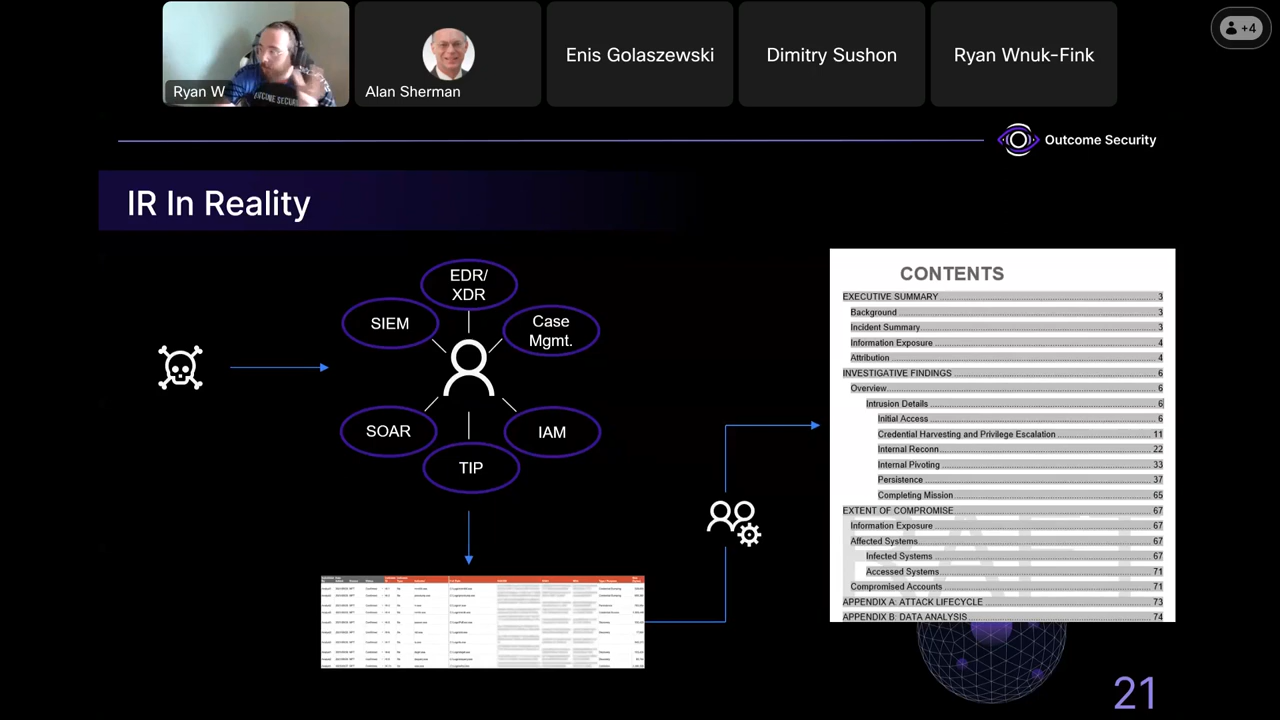 +4
Ryan W
Alan Sherman
Enis Golaszewski
Dimitry Sushon
Ryan Wnuk-Fink
Outcome Security
IR In Reality
EDR/
XDR
SIEM
Case
Mgmt.
SOAR
IAM
TIP
CONTENTS
EXECUTIVE SUMMARY 3
Background 3
Incident Summary 3
Information Exposure 4
Attribution 4
INVESTIGATIVE FINDINGS 6
Overview 6
Intrusion Details 6
Initial Access 6
Credential Harvesting and Privilege Escalation 11
Internal Reconn 22
Internal Pivoting 33
Persistence 37
Completing Mission 65
EXTENT OF COMPROMISE 67
Information Exposure 67
Affected Systems 67
Infected Systems 67
Accessed Systems 71
Compromised Accounts 71
APPENDIX A: ATTACK LIFECYCLE 73
APPENDIX B: DATA ANALYSIS 74
21